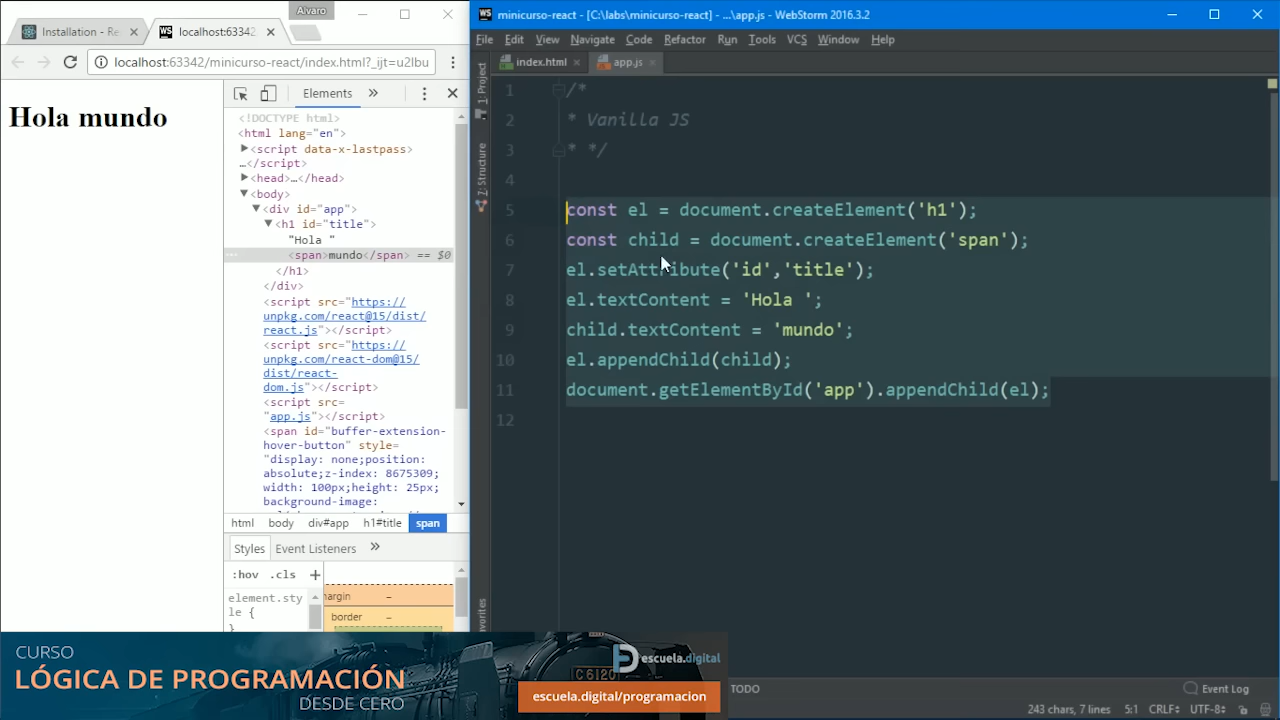 Alvaro
Installation - Re
localhost:63342
localhost:63342/minicurso-react/index.html?_ijt=u2lbu
Hola mundo
Elements
<!DOCTYPE html>
<html lang="en">
<script data-x-lastpass>
…</script>
<head>…</head>
<body>
<div id="app">
<h1 id="title">
"Hola "
<span>mundo</span> == $0
</h1>
</div>
<script src="https://
unpkg.com/react@15/dist/
react.js"></script>
<script src="https://
unpkg.com/react-dom@15/
dist/react-
dom.js"></script>
<script src=
"app.js"></script>
<span id="buffer-extension-
hover-button" style=
"display: none;position:
absolute;z-index: 8675309;
width: 100px;height: 25px;
background-image:
html body div#app h1#title span
Styles Event Listeners
:hov .cls +
element.sty
le {
}
margin –
border –
minicurso-react - [C:\labs\minicurso-react] - ...\app.js - WebStorm 2016.3.2
File Edit View Navigate Code Refactor Run Tools VCS Window Help
index.html app.js
1: Project
7: Structure
1 /*
2 * Vanilla JS
3 * */
4
5 const el = document.createElement('h1');
6 const child = document.createElement('span');
7 el.setAttribute('id','title');
8 el.textContent = 'Hola ';
9 child.textContent = 'mundo';
10 el.appendChild(child);
11 document.getElementById('app').appendChild(el);
12
TODO
Event Log
243 chars, 7 lines 5:1 CRLF÷ UTF-8÷
CURSO
LÓGICA DE PROGRAMACIÓN
DESDE CERO
C 6120
escuela.digital
escuela.digital/programacion